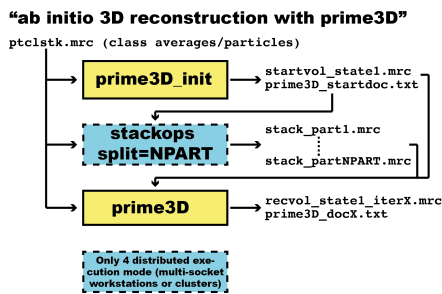 “ab initio 3D reconstruction with prime3D”
ptclstk.mrc (class averages/particles)
prime3D_init
startvol_state1.mrc
prime3D_startdoc.txt
stackops
split=NPART
stack_part1.mrc
stack_partNPART.mrc
prime3D
recvol_state1_iterX.mrc
prime3D_docX.txt
Only 4 distributed exe-
cution mode (multi-socket
workstations or clusters)